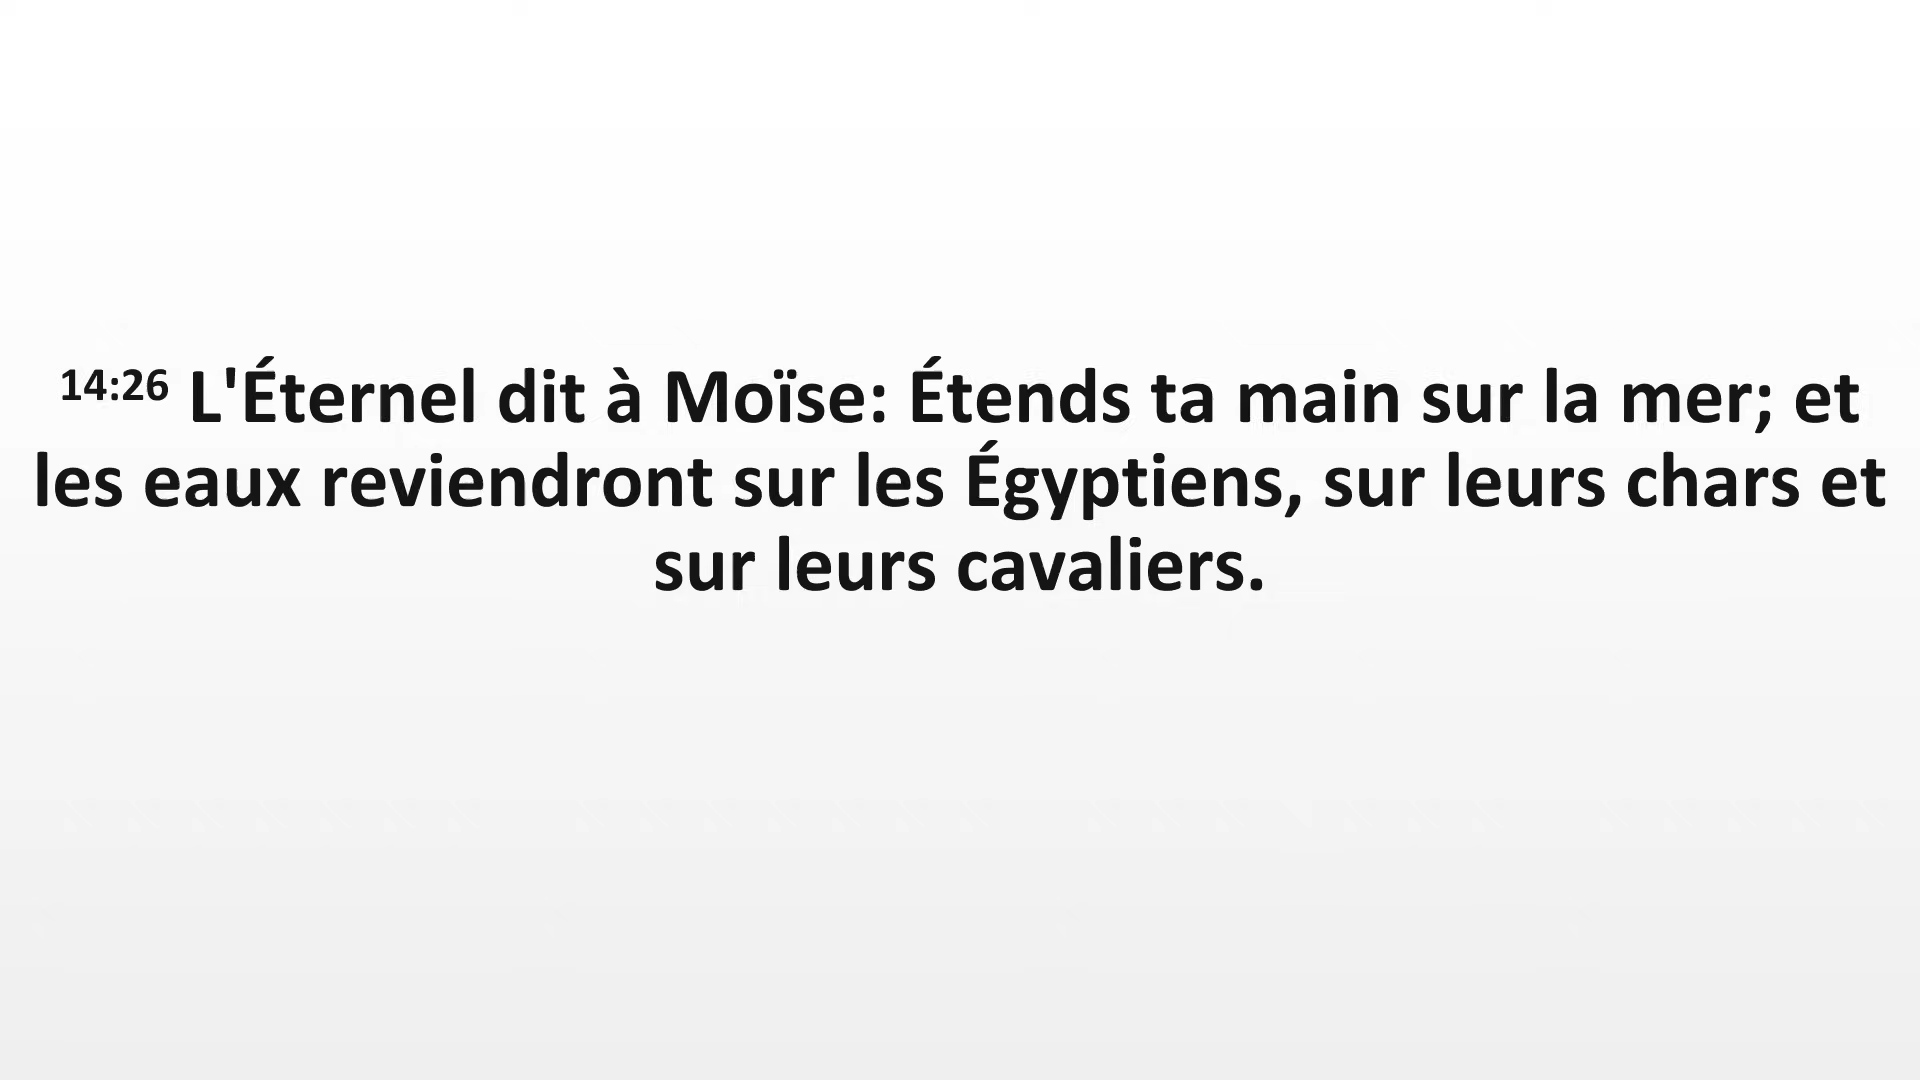 14:26 L'Éternel dit à Moïse: Étends ta main sur la mer; et
les eaux reviendront sur les Égyptiens, sur leurs chars et
sur leurs cavaliers.